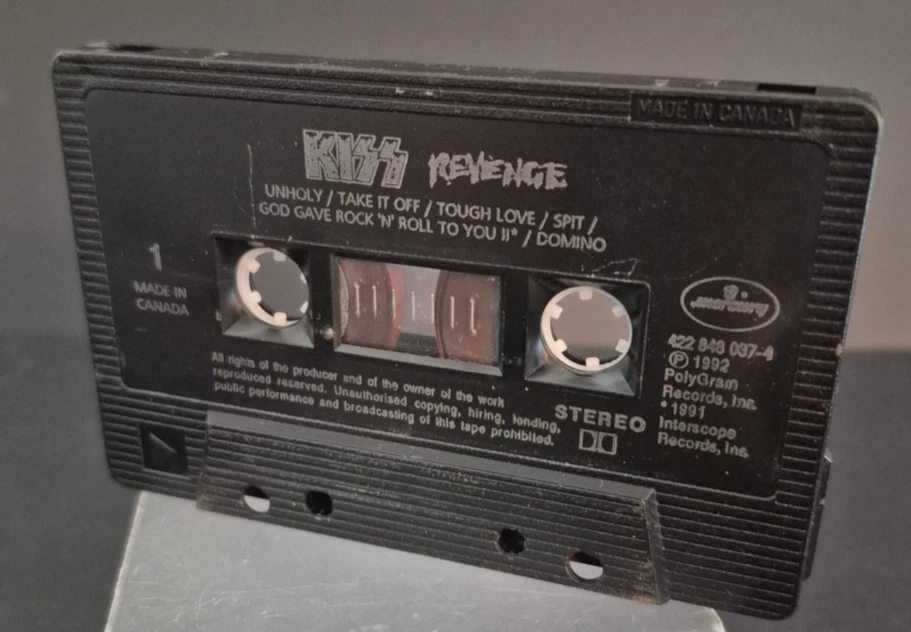 MADE IN CANADA
KISS REVENGE
UNHOLY / TAKE IT OFF / TOUGH LOVE / SPIT /
GOD GAVE ROCK 'N' ROLL TO YOU II* / DOMINO
1
MADE IN
CANADA
mercury
422 848 037-4
℗ 1992
PolyGram
Records, Inc.
*1991
Interscope
Records, Inc.
All rights of the producer and of the owner of the work
reproduced reserved. Unauthorised copying, hiring, lending,
public performance and broadcasting of this tape prohibited.
STEREO